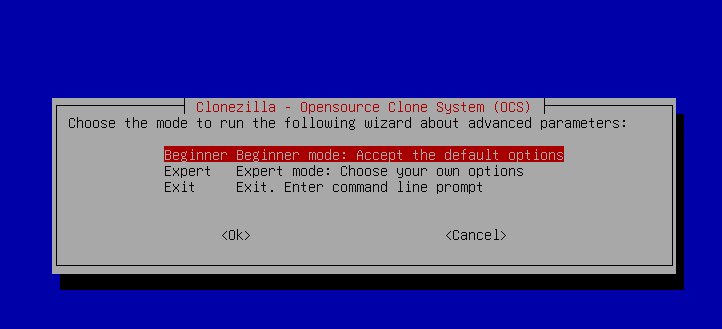 Clonezilla - Opensource Clone System (OCS)
Choose the mode to run the following wizard about advanced parameters:
Beginner Beginner mode: Accept the default options
Expert Expert mode: Choose your own options
Exit Exit. Enter command line prompt
<Ok> <Cancel>